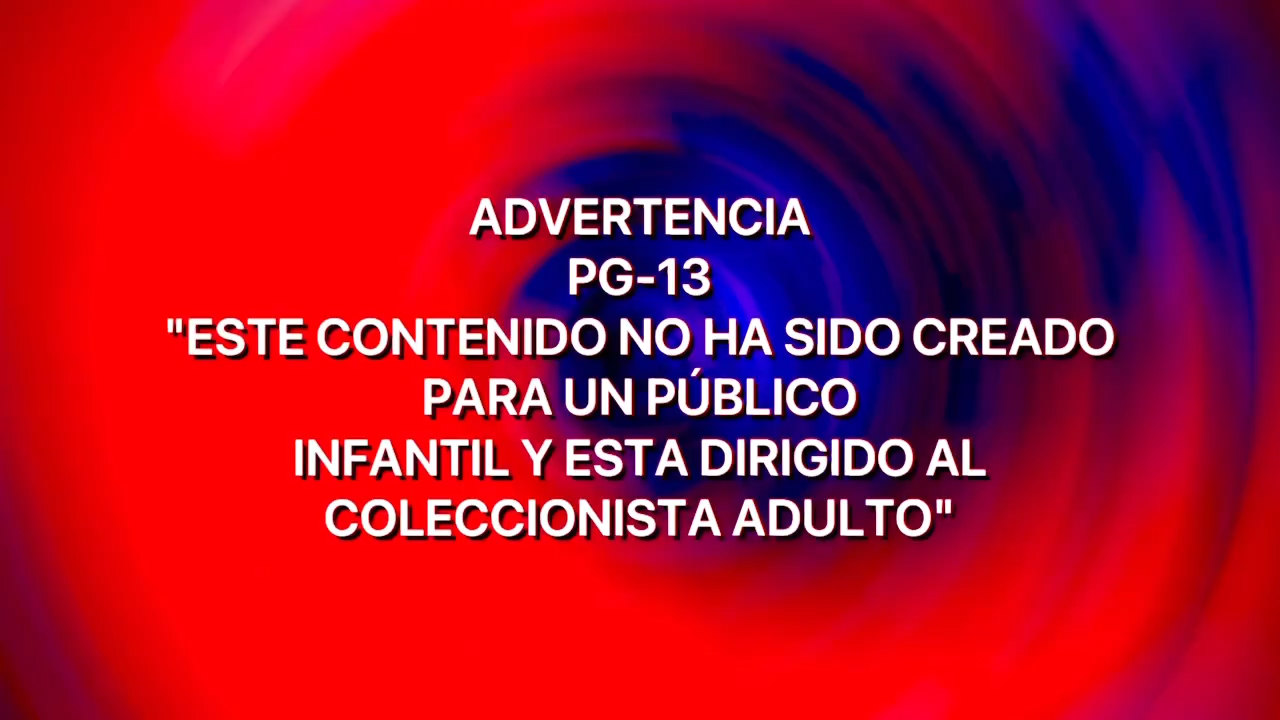 ADVERTENCIA
PG-13
"ESTE CONTENIDO NO HA SIDO CREADO
PARA UN PÚBLICO
INFANTIL Y ESTA DIRIGIDO AL
COLECCIONISTA ADULTO"